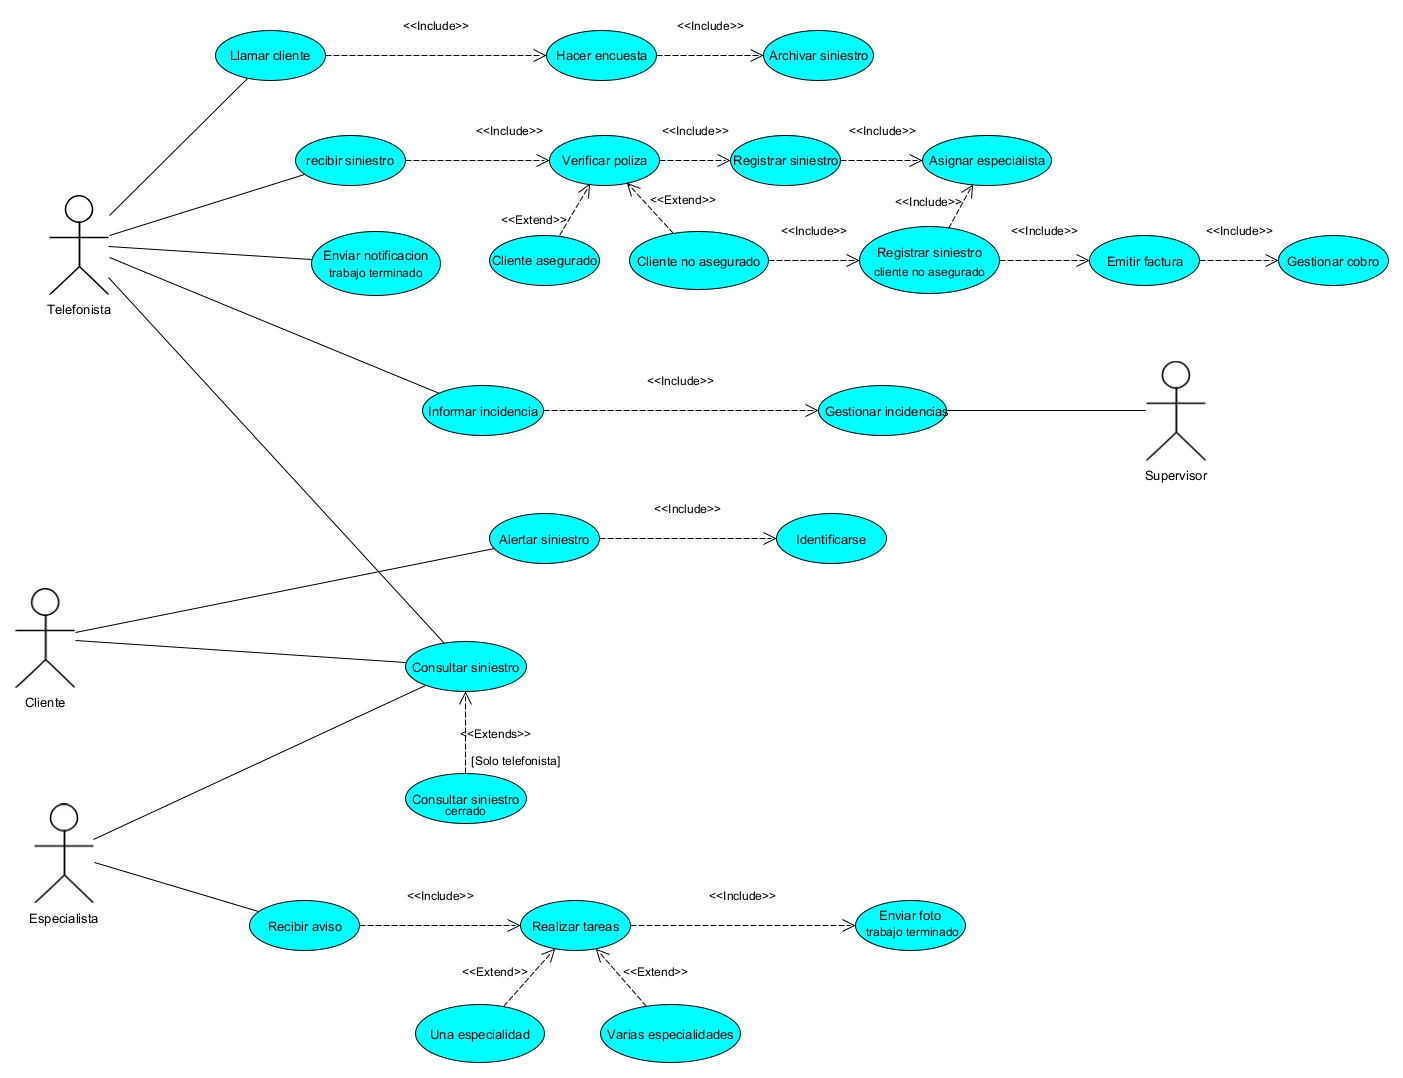 <<Include>>
<<Include>>
Llamar cliente
Hacer encuesta
Archivar siniestro
<<Include>>
<<Include>>
<<Include>>
recibir siniestro
Verificar poliza
Registrar siniestro
Asignar especialista
<<Extend>>
<<Extend>>
<<Include>>
<<Include>>
<<Include>>
<<Include>>
Enviar notificacion
trabajo terminado
Cliente asegurado
Cliente no asegurado
Registrar siniestro
cliente no asegurado
Emitir factura
Gestionar cobro
Telefonista
<<Include>>
Informar incidencia
Gestionar incidencias
Supervisor
<<Include>>
Alertar siniestro
Identificarse
Consultar siniestro
Cliente
<<Extends>>
[Solo telefonista]
Consultar siniestro
cerrado
Especialista
<<Include>>
<<Include>>
Recibir aviso
Realizar tareas
Enviar foto
trabajo terminado
<<Extend>>
<<Extend>>
Una especialidad
Varias especialidades